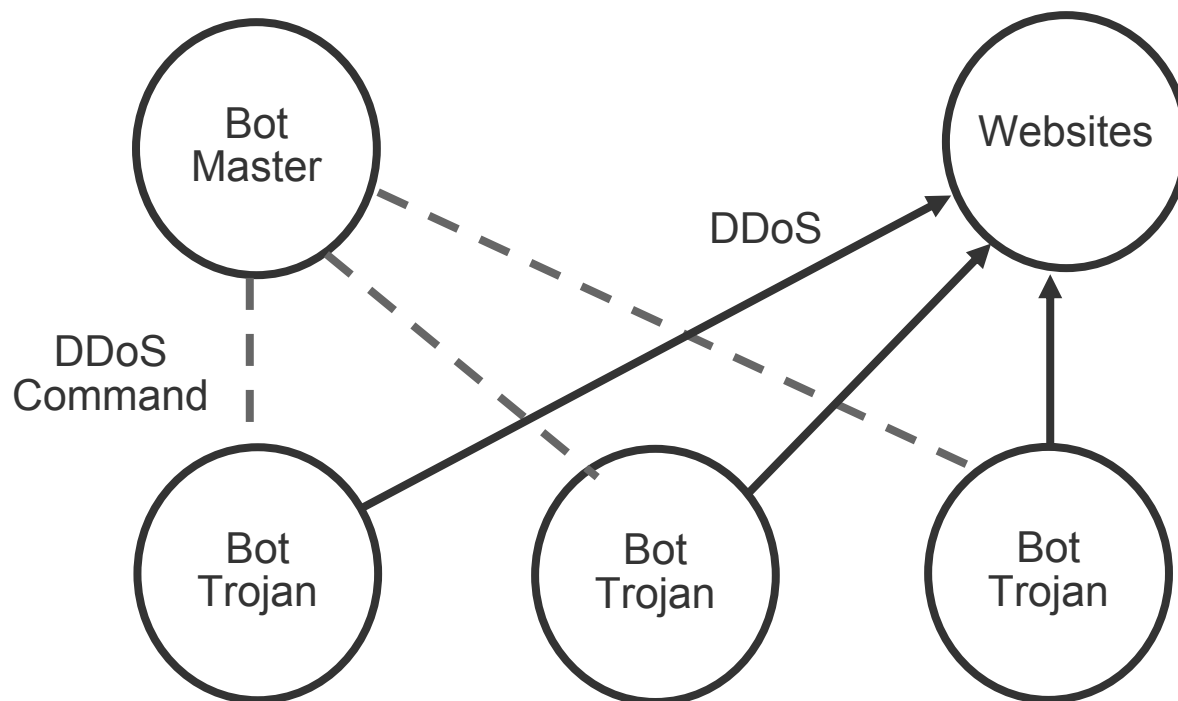 Bot
Master
Websites
DDoS
DDoS
Command
Bot
Trojan
Bot
Trojan
Bot
Trojan